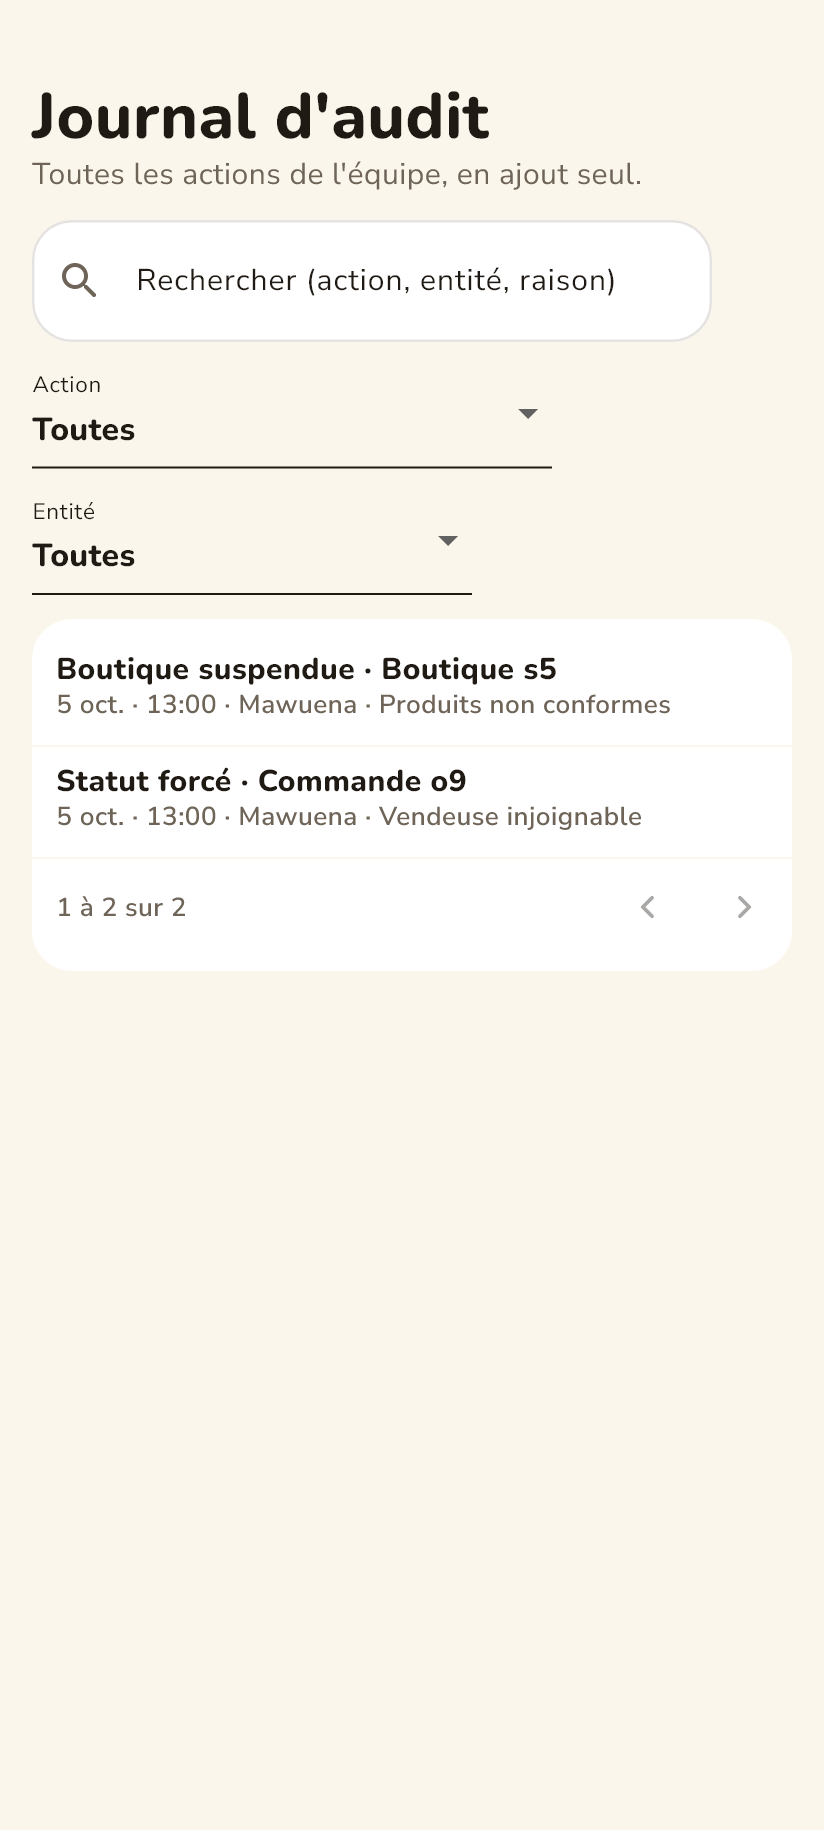 Journal d'audit
Toutes les actions de l'équipe, en ajout seul.
Rechercher (action, entité, raison)
Action
Toutes
Entité
Toutes
Boutique suspendue · Boutique s5
5 oct. · 13:00 · Mawuena · Produits non conformes
Statut forcé · Commande o9
5 oct. · 13:00 · Mawuena · Vendeuse injoignable
1 à 2 sur 2